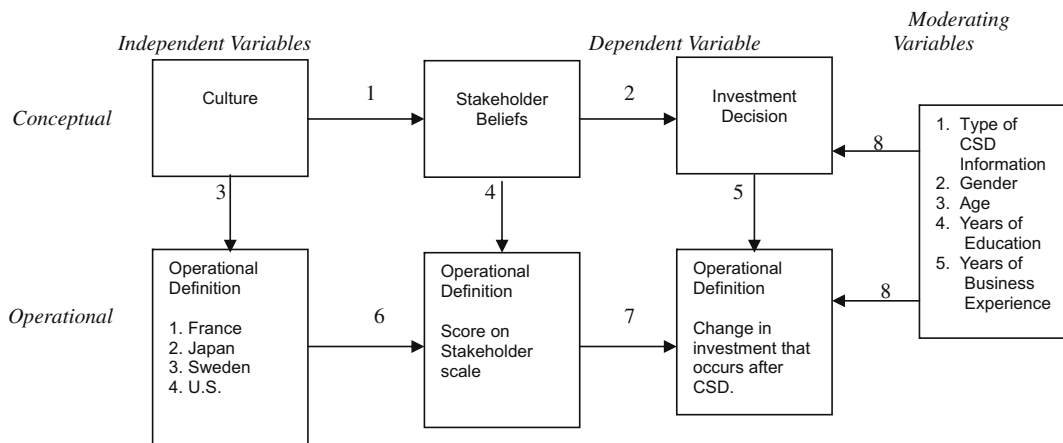 Independent Variables
Dependent Variable
Moderating
Variables
Conceptual
Culture
1
Stakeholder
Beliefs
2
Investment
Decision
8
1. Type of
CSD
Information
2. Gender
3. Age
4. Years of
Education
5. Years of
Business
Experience
3
4
5
Operational
Operational
Definition
1. France
2. Japan
3. Sweden
4. U.S.
6
Operational
Definition
Score on
Stakeholder
scale
7
Operational
Definition
Change in
investment that
occurs after
CSD.
8